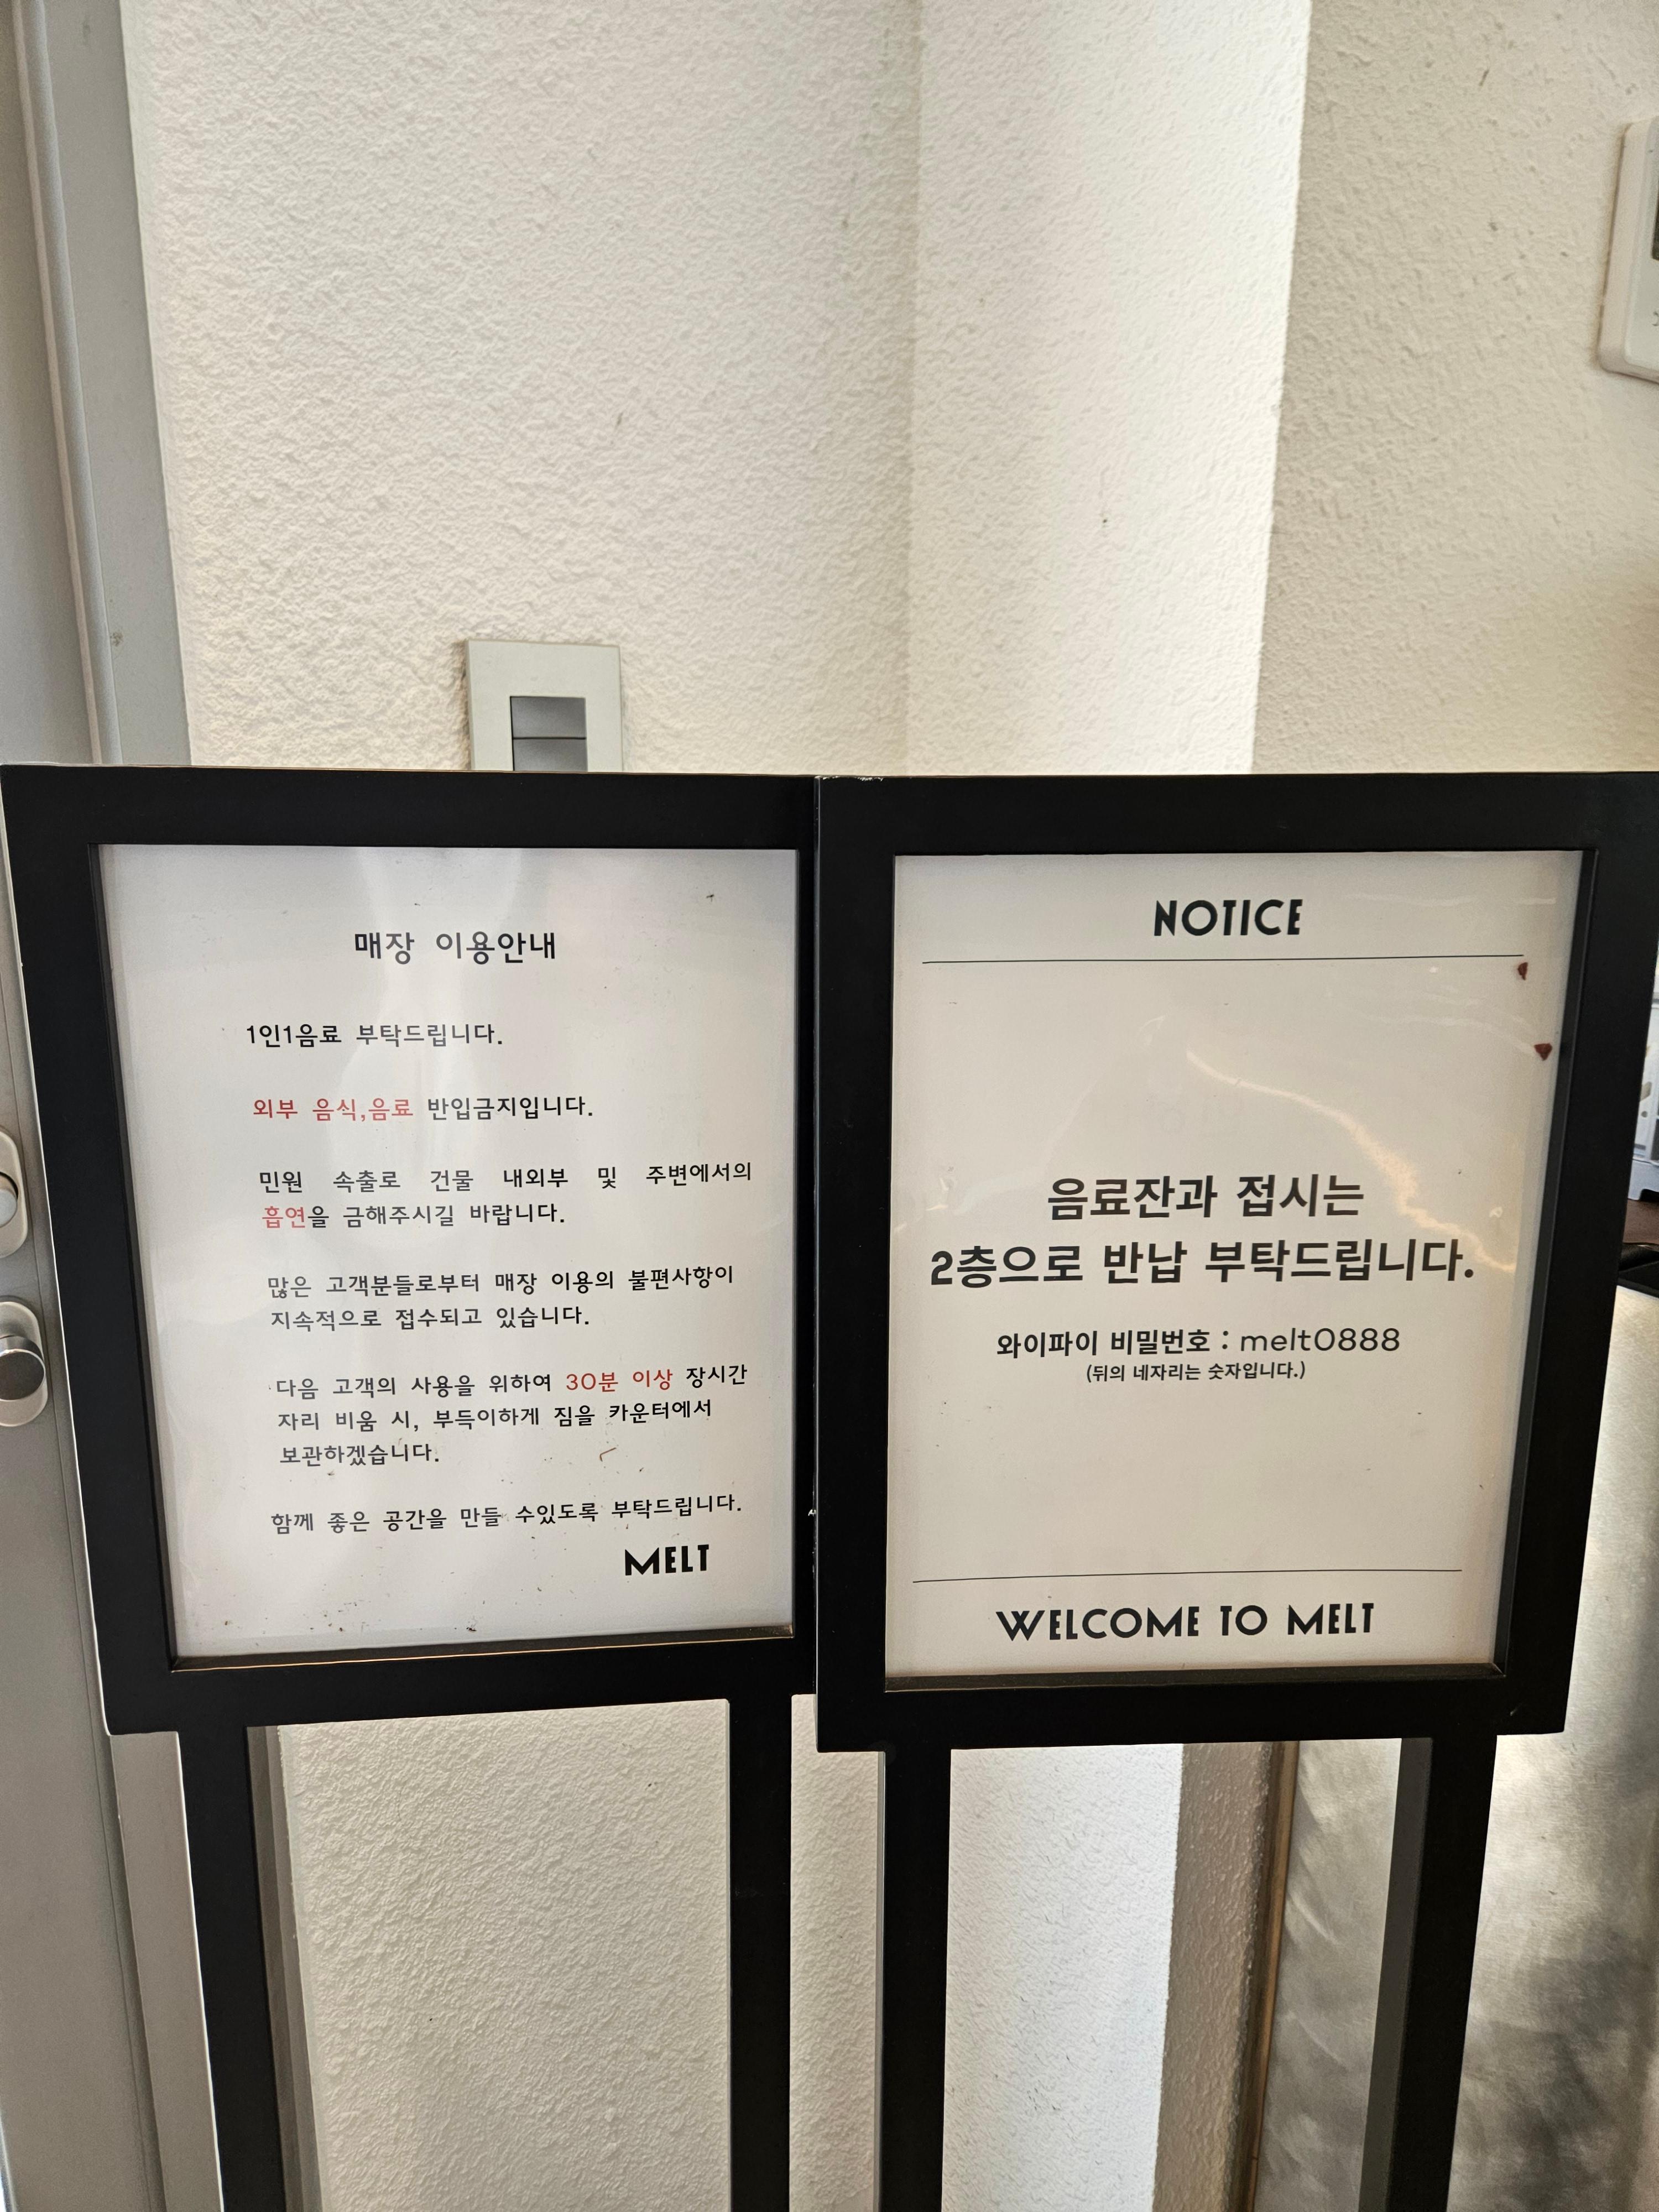 매장 이용안내
1인1음료 부탁드립니다.
외부 음식,음료 반입금지입니다.
민원 속출로 건물 내외부 및 주변에서의
흡연을 금해주시길 바랍니다.
많은 고객분들로부터 매장 이용의 불편사항이
지속적으로 접수되고 있습니다.
다음 고객의 사용을 위하여 30분 이상 장시간
자리 비움 시, 부득이하게 짐을 카운터에서
보관하겠습니다.
함께 좋은 공간을 만들 수있도록 부탁드립니다.
MELT
NOTICE
음료잔과 접시는
2층으로 반납 부탁드립니다.
와이파이 비밀번호 : melt0888
(뒤의 네자리는 숫자입니다.)
WELCOME TO MELT